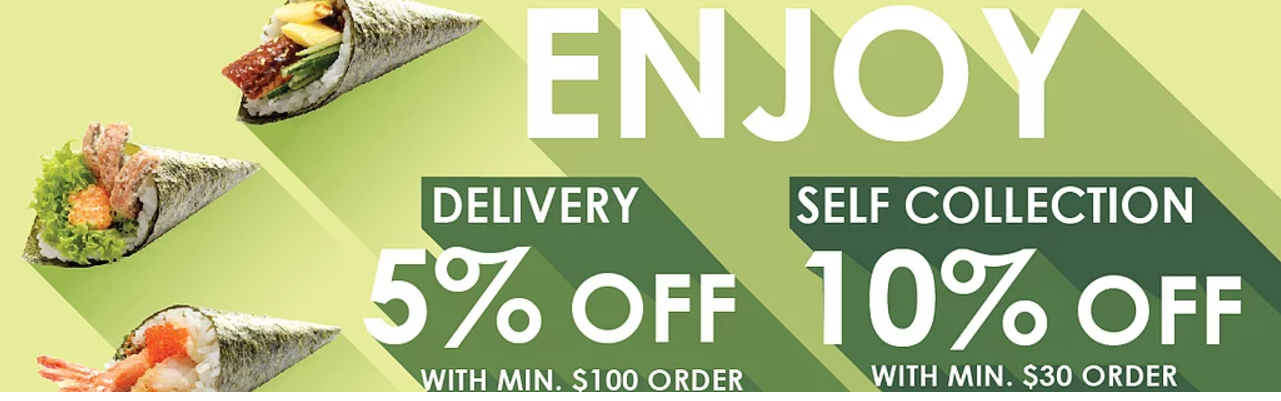 ENJOY
DELIVERY
5% OFF
WITH MIN. $100 ORDER
SELF COLLECTION
10% OFF
WITH MIN. $30 ORDER